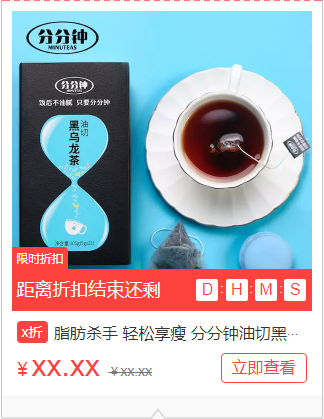 分分钟
MINUTEAS
分分钟
MINUTEAS
饭后不油腻 只要分分钟
油切
黑乌龙茶
限时折扣
距离折扣结束还剩
D : H : M : S
x折 脂肪杀手 轻松享瘦 分分钟油切黑···
¥ XX.XX ¥ xx.xx 立即查看